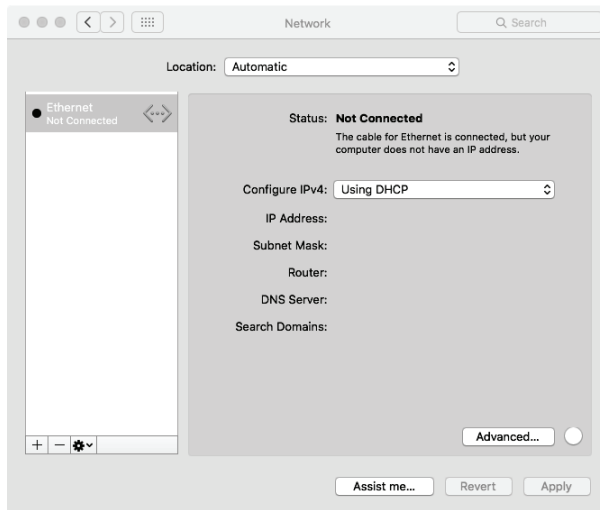 Network
Search
Location: Automatic
Ethernet
Not Connected
Status: Not Connected
The cable for Ethernet is connected, but your
computer does not have an IP address.
Configure IPv4: Using DHCP
IP Address:
Subnet Mask:
Router:
DNS Server:
Search Domains:
Advanced...
Assist me...
Revert
Apply